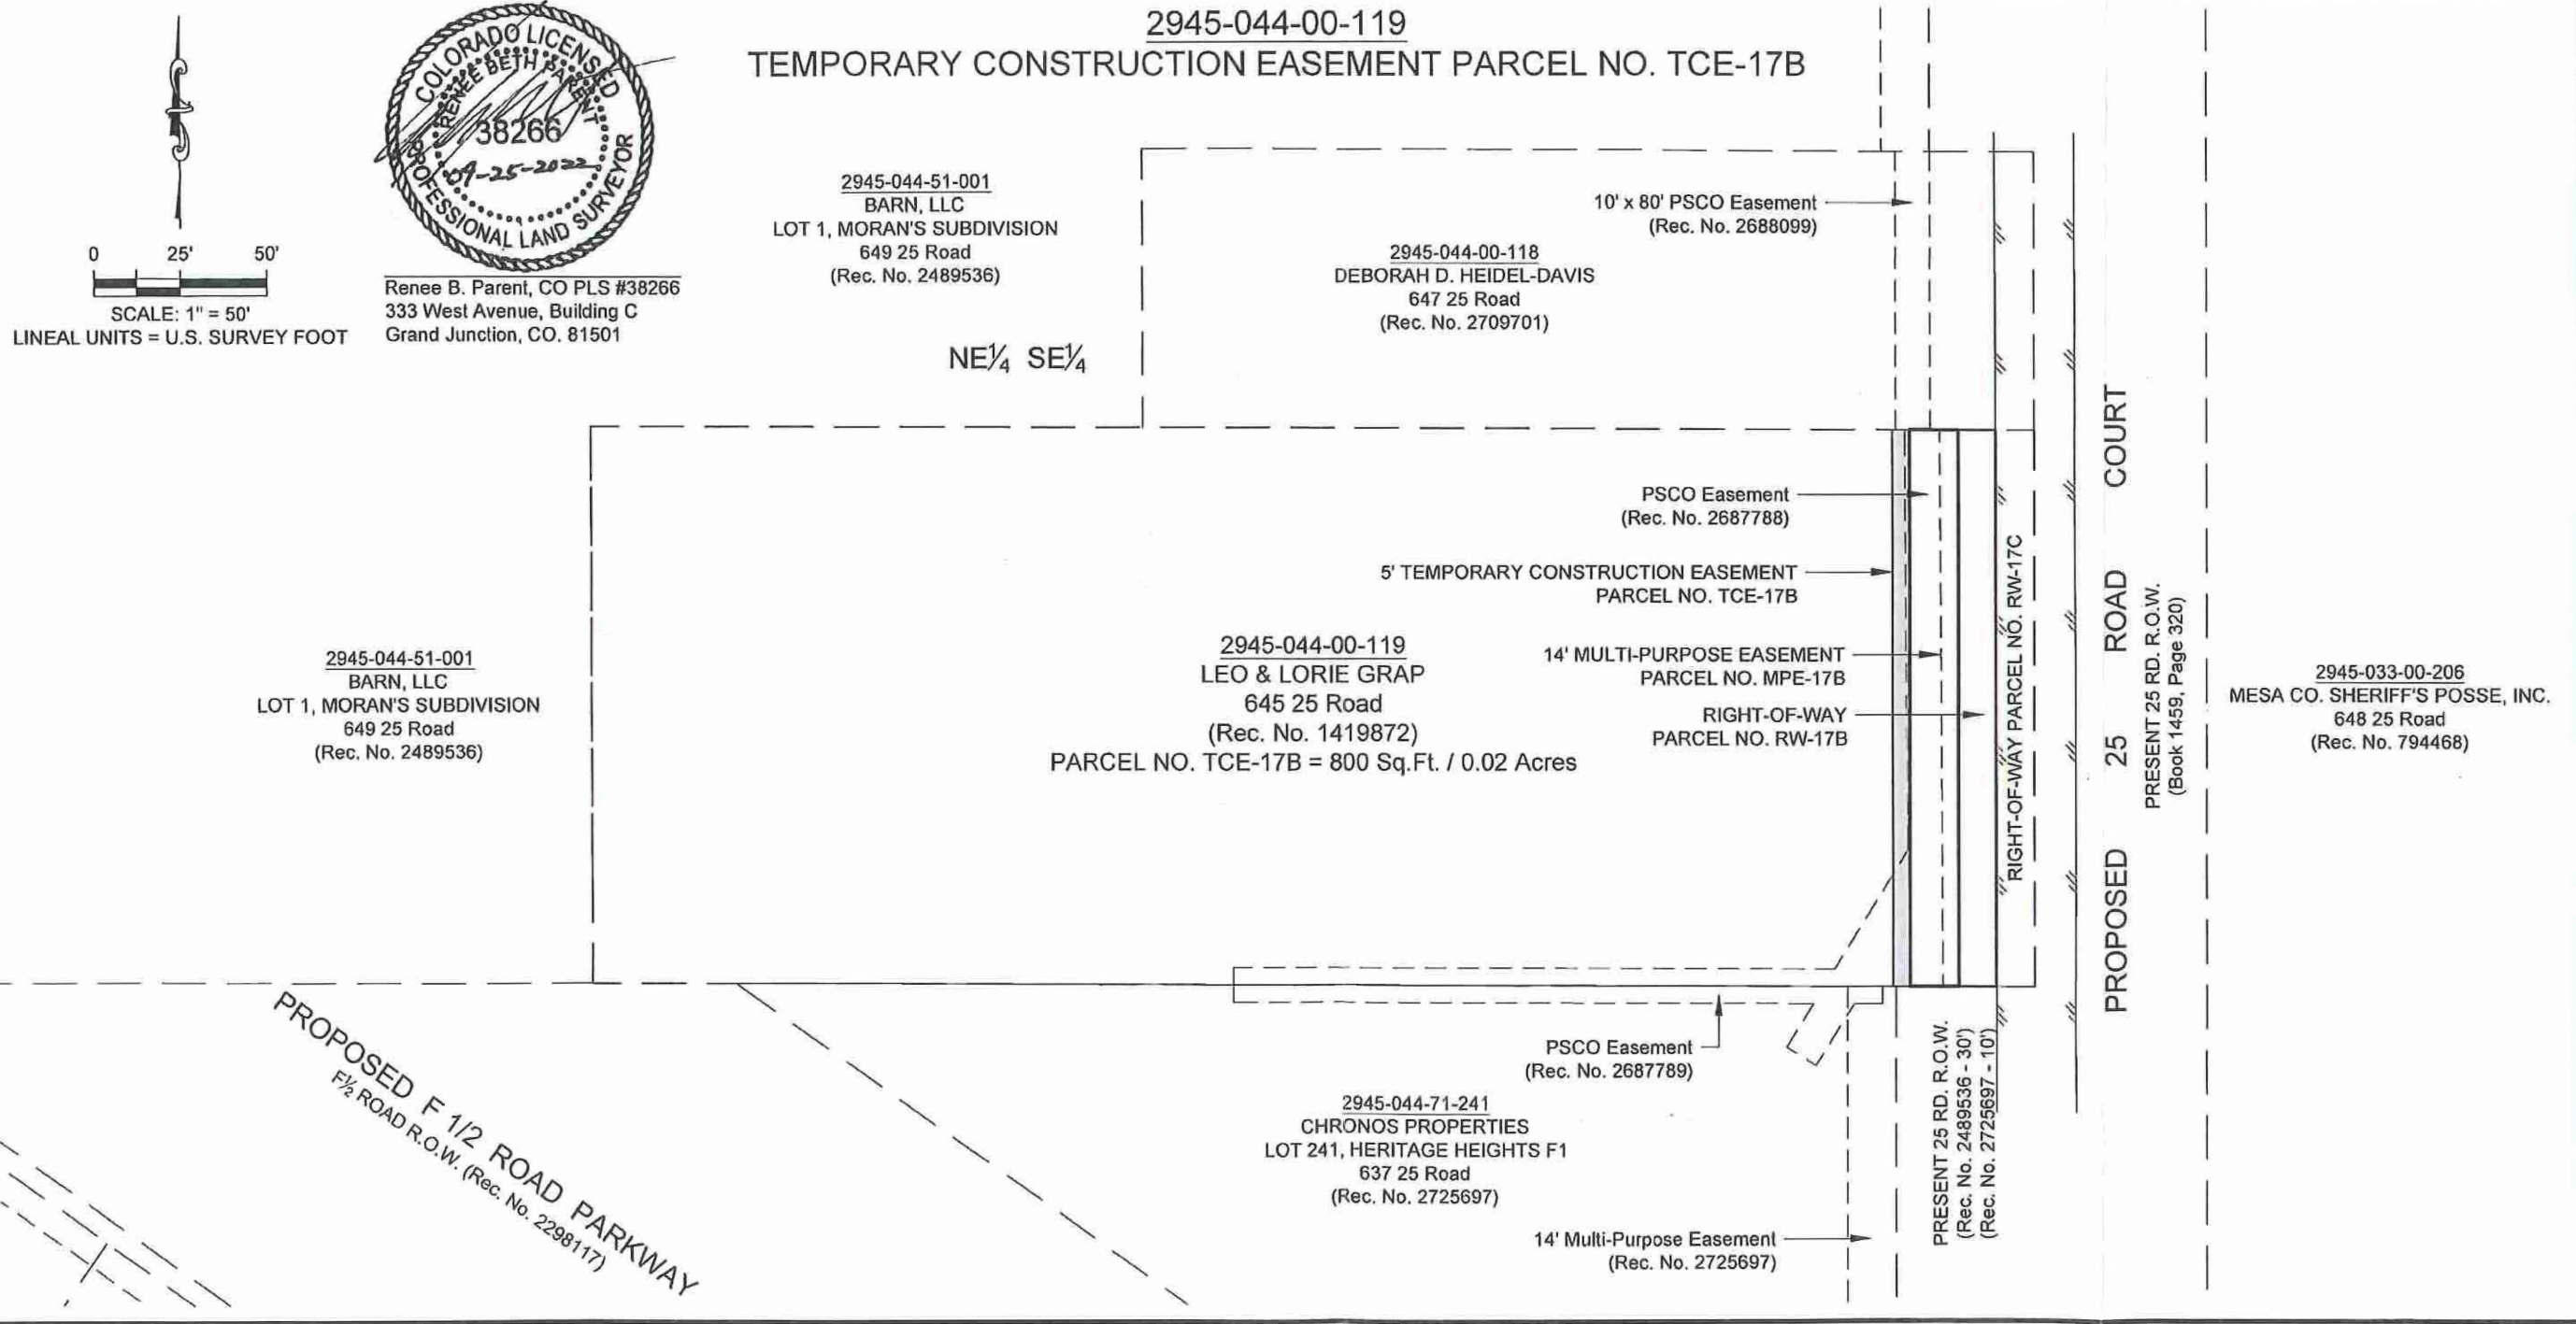 2945-044-00-119
TEMPORARY CONSTRUCTION EASEMENT PARCEL NO. TCE-17B
COLORADO LICENSED
RENEE BETH PARENT
38266
04-25-2022
PROFESSIONAL LAND SURVEYOR
Renee B. Parent, CO PLS #38266
333 West Avenue, Building C
Grand Junction, CO. 81501
0 25' 50'
SCALE: 1" = 50'
LINEAL UNITS = U.S. SURVEY FOOT
2945-044-51-001
BARN, LLC
LOT 1, MORAN'S SUBDIVISION
649 25 Road
(Rec. No. 2489536)
NE¼ SE¼
2945-044-00-118
DEBORAH D. HEIDEL-DAVIS
647 25 Road
(Rec. No. 2709701)
10' x 80' PSCO Easement
(Rec. No. 2688099)
PSCO Easement
(Rec. No. 2687788)
5' TEMPORARY CONSTRUCTION EASEMENT
PARCEL NO. TCE-17B
14' MULTI-PURPOSE EASEMENT
PARCEL NO. MPE-17B
RIGHT-OF-WAY
PARCEL NO. RW-17B
2945-044-00-119
LEO & LORIE GRAP
645 25 Road
(Rec. No. 1419872)
PARCEL NO. TCE-17B = 800 Sq.Ft. / 0.02 Acres
2945-044-51-001
BARN, LLC
LOT 1, MORAN'S SUBDIVISION
649 25 Road
(Rec. No. 2489536)
RIGHT-OF-WAY PARCEL NO. RW-17C
PROPOSED 25 ROAD COURT
PRESENT 25 RD. R.O.W.
(Book 1459, Page 320)
2945-033-00-206
MESA CO. SHERIFF'S POSSE, INC.
648 25 Road
(Rec. No. 794468)
PROPOSED F 1/2 ROAD PARKWAY
F½ ROAD R.O.W. (Rec. No. 2298117)
PSCO Easement
(Rec. No. 2687789)
2945-044-71-241
CHRONOS PROPERTIES
LOT 241, HERITAGE HEIGHTS F1
637 25 Road
(Rec. No. 2725697)
14' Multi-Purpose Easement
(Rec. No. 2725697)
PRESENT 25 RD. R.O.W.
(Rec. No. 2489536 - 30')
(Rec. No. 2725697 - 10')